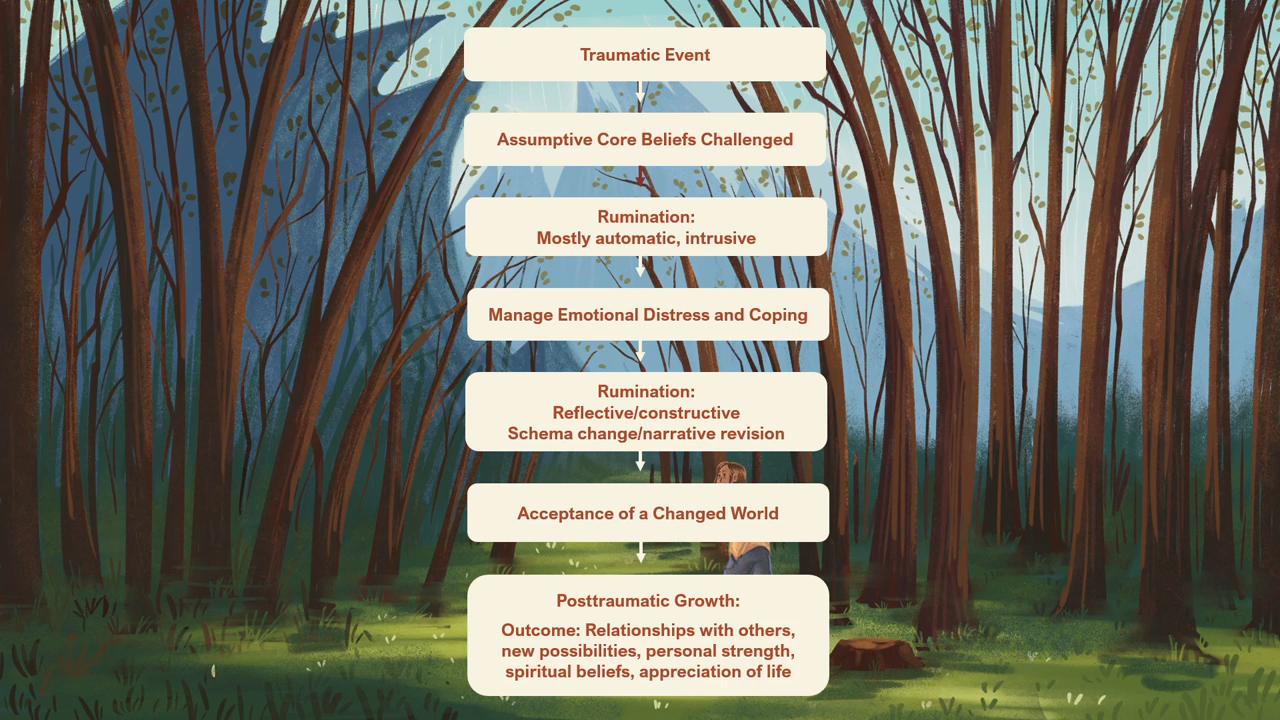 Traumatic Event
Assumptive Core Beliefs Challenged
Rumination:
Mostly automatic, intrusive
Manage Emotional Distress and Coping
Rumination:
Reflective/constructive
Schema change/narrative revision
Acceptance of a Changed World
Posttraumatic Growth:
Outcome: Relationships with others,
new possibilities, personal strength,
spiritual beliefs, appreciation of life